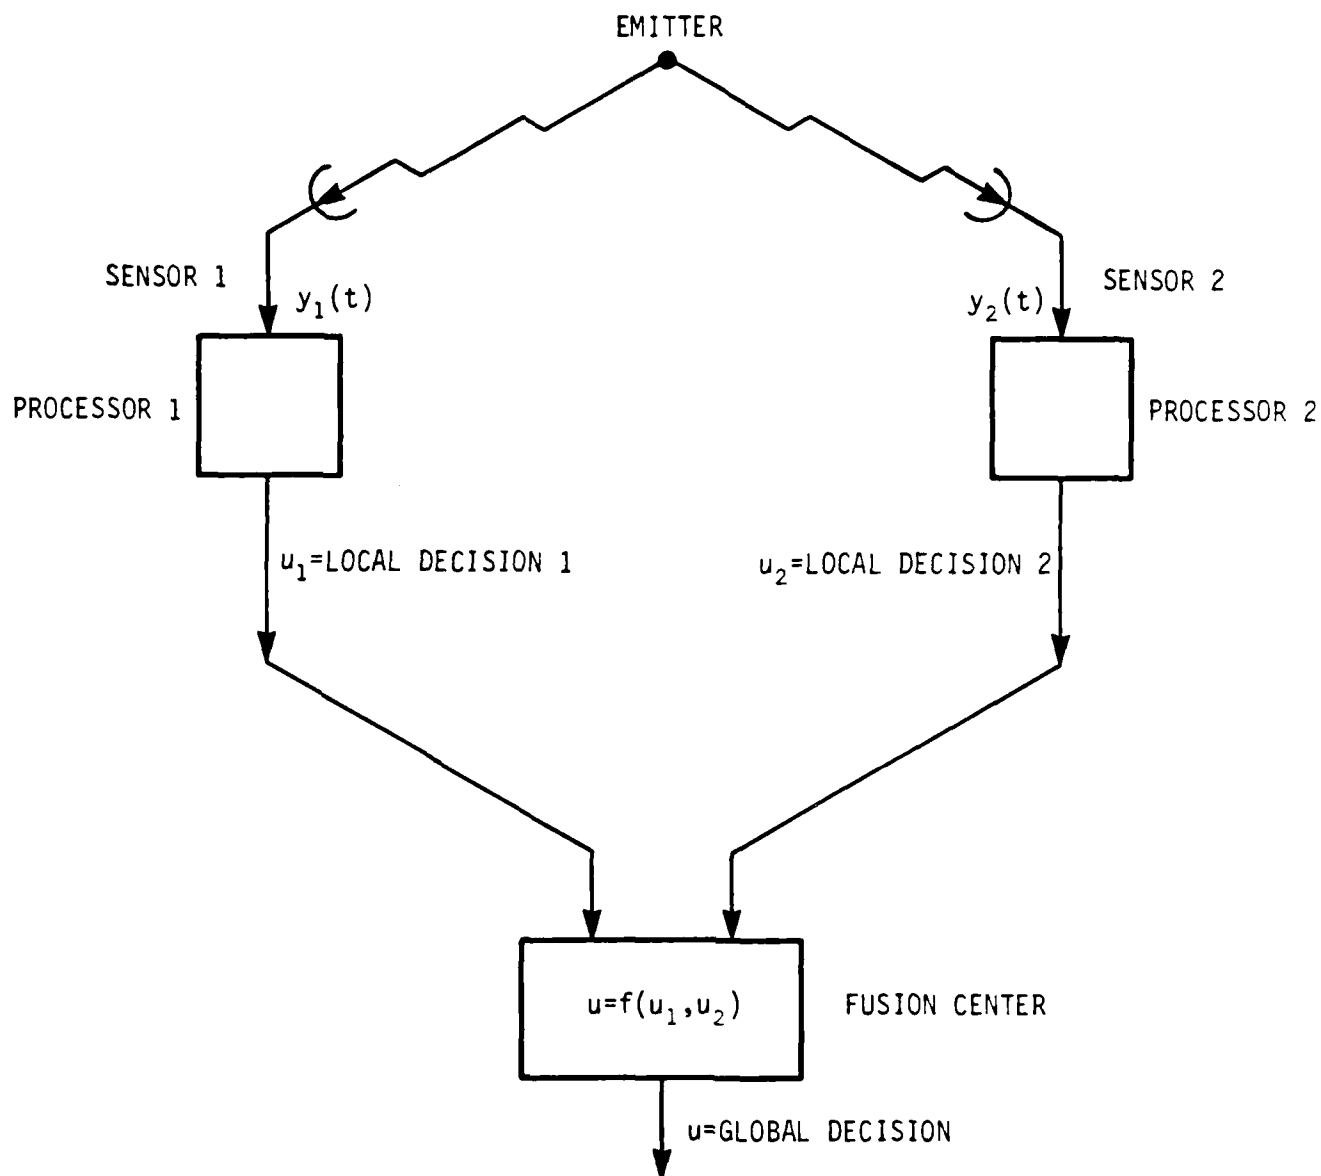 EMITTER
SENSOR 1
y₁(t)
y₂(t)
SENSOR 2
PROCESSOR 1
PROCESSOR 2
u₁=LOCAL DECISION 1
u₂=LOCAL DECISION 2
u=f(u₁,u₂)
FUSION CENTER
u=GLOBAL DECISION